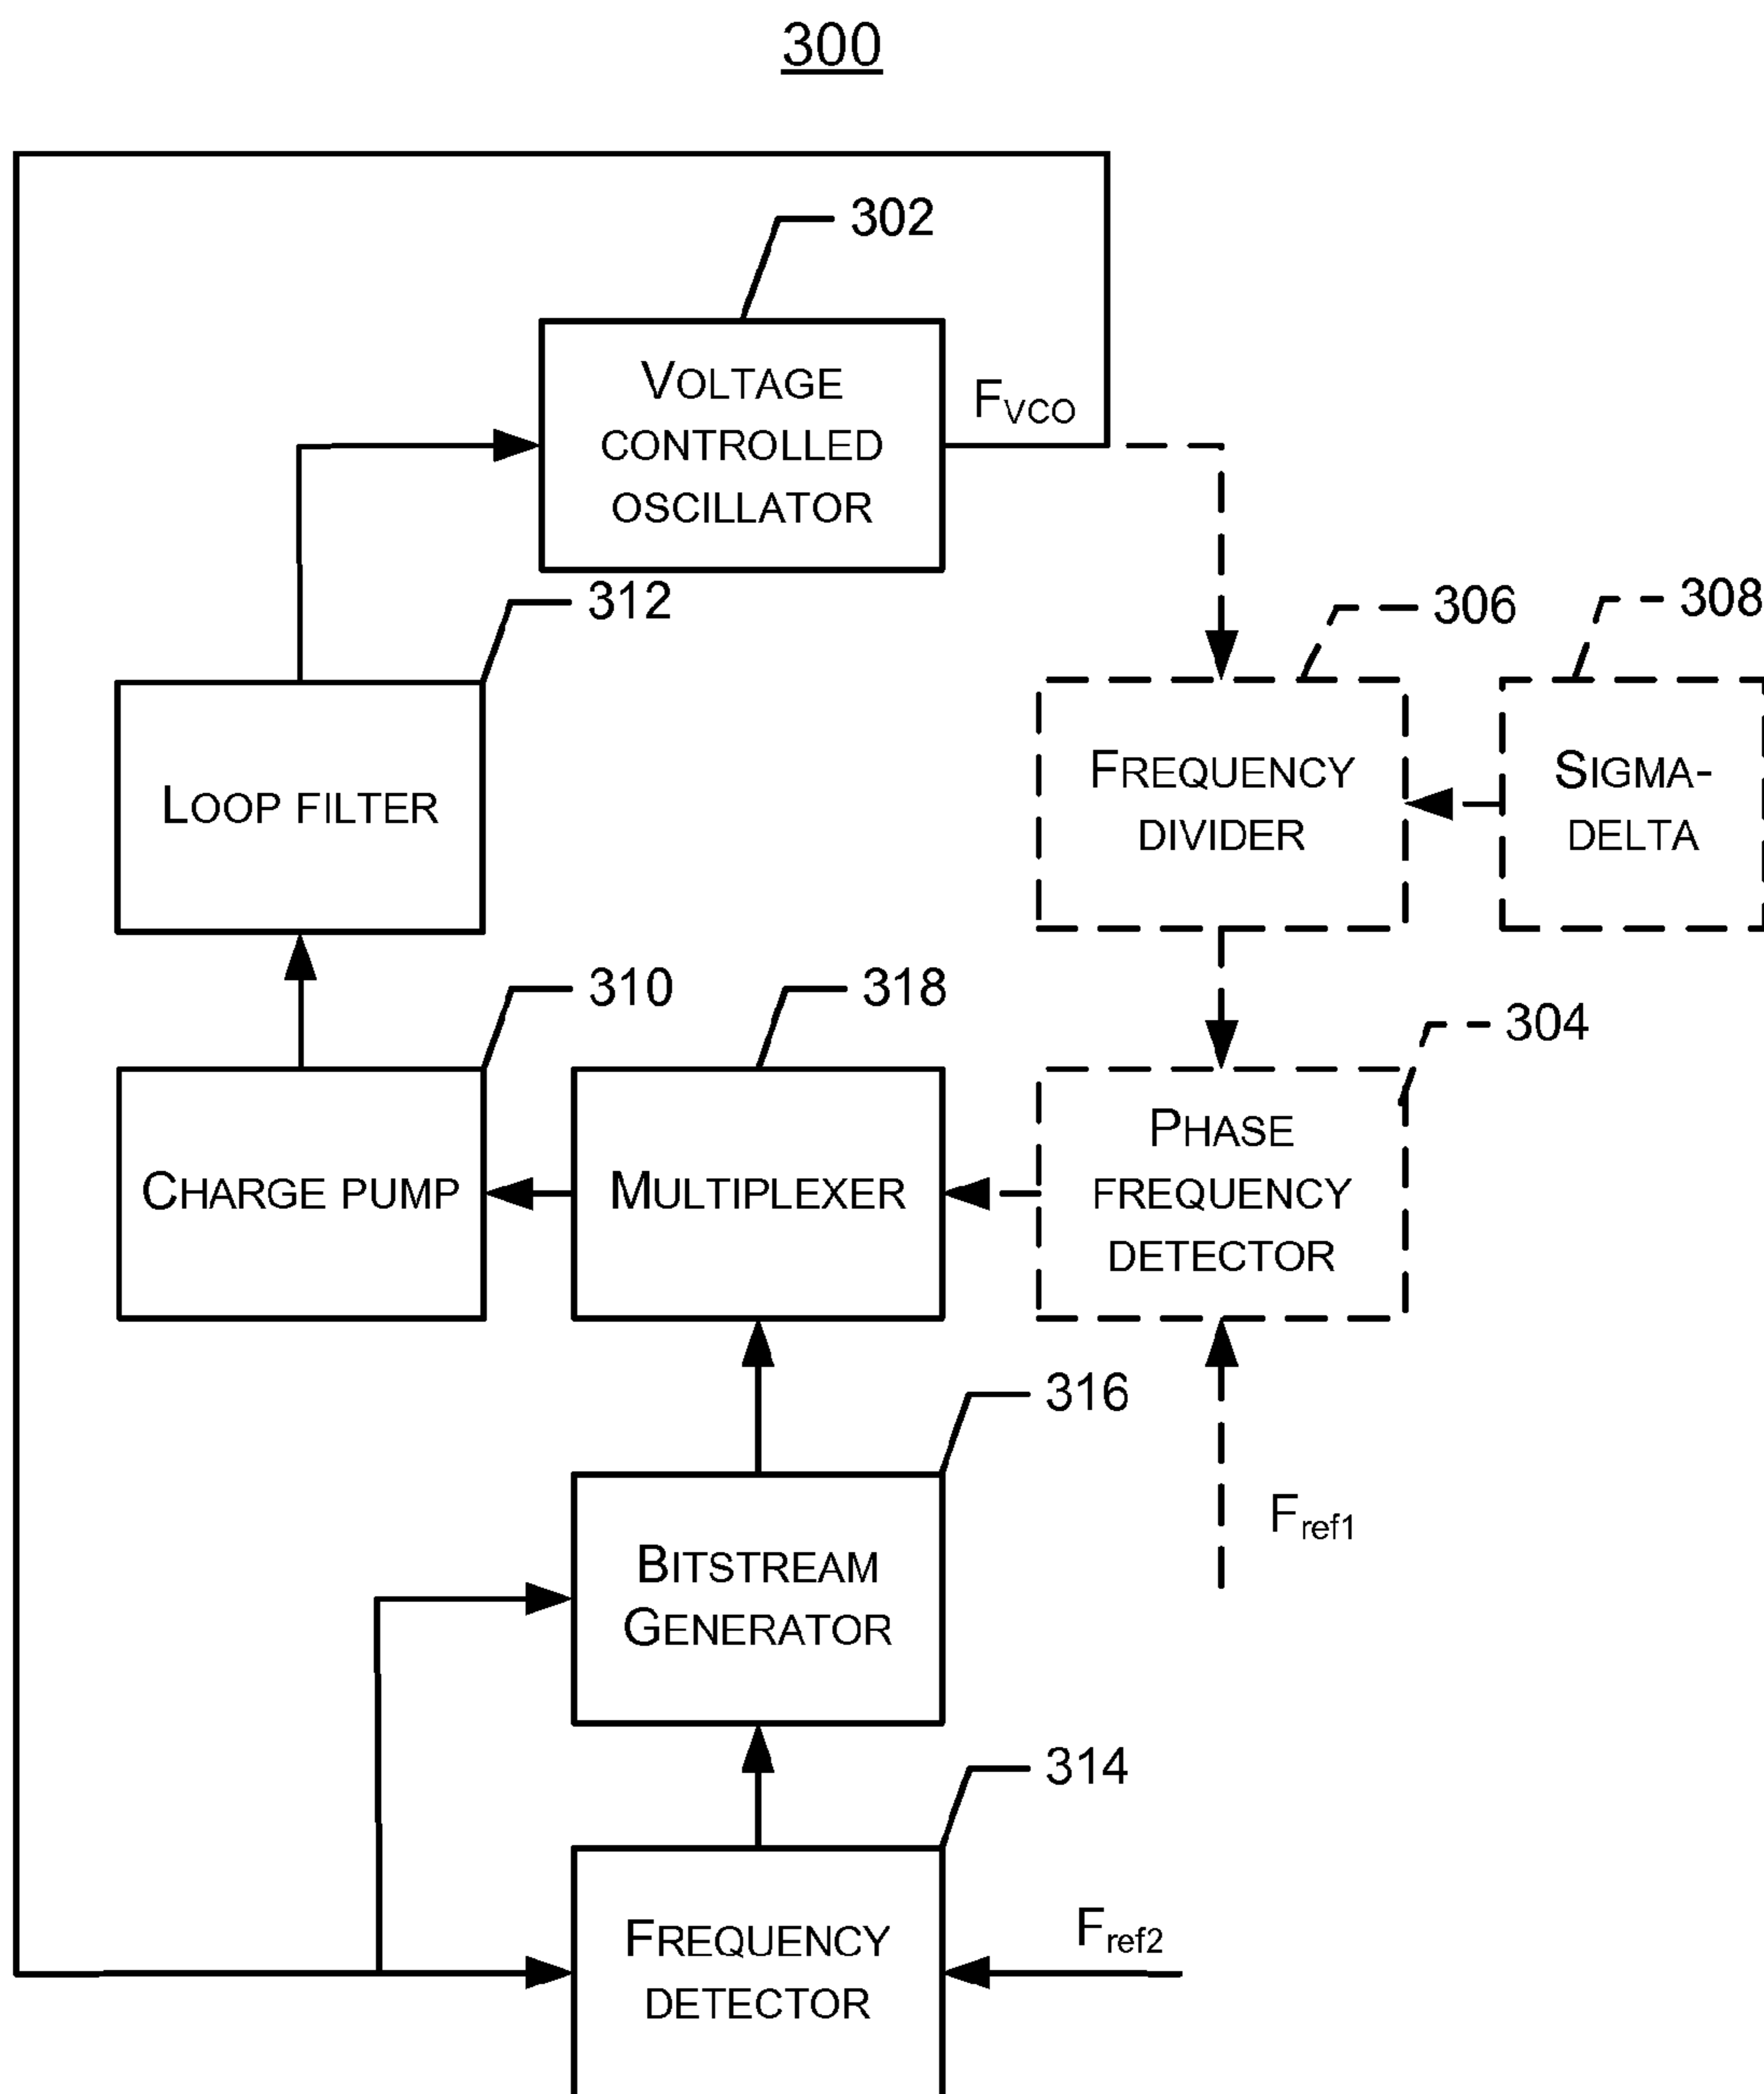 300
302
VOLTAGE
CONTROLLED
OSCILLATOR
FVCO
312
306
308
LOOP FILTER
FREQUENCY
DIVIDER
SIGMA-
DELTA
310
318
304
CHARGE PUMP
MULTIPLEXER
PHASE
FREQUENCY
DETECTOR
316
Fref1
BITSTREAM
GENERATOR
314
FREQUENCY
DETECTOR
Fref2